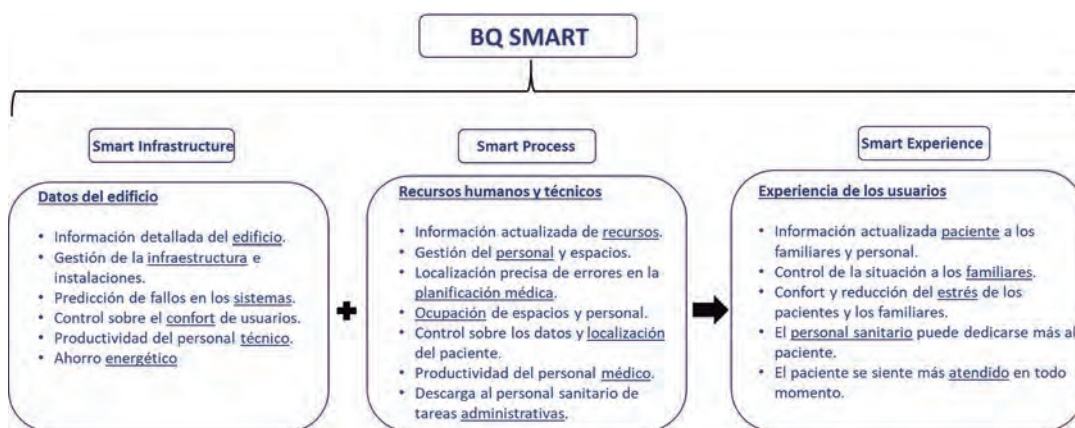 BQ SMART
Smart Infrastructure
Datos del edificio
• Información detallada del edificio.
• Gestión de la infraestructura e
instalaciones.
• Predicción de fallos en los sistemas.
• Control sobre el confort de usuarios.
• Productividad del personal técnico.
• Ahorro energético
Smart Process
Recursos humanos y técnicos
• Información actualizada de recursos.
• Gestión del personal y espacios.
• Localización precisa de errores en la
planificación médica.
• Ocupación de espacios y personal.
• Control sobre los datos y localización
del paciente.
• Productividad del personal médico.
• Descarga al personal sanitario de
tareas administrativas.
Smart Experience
Experiencia de los usuarios
• Información actualizada paciente a los
familiares y personal.
• Control de la situación a los familiares.
• Confort y reducción del estrés de los
pacientes y los familiares.
• El personal sanitario puede dedicarse más al
paciente.
• El paciente se siente más atendido en todo
momento.